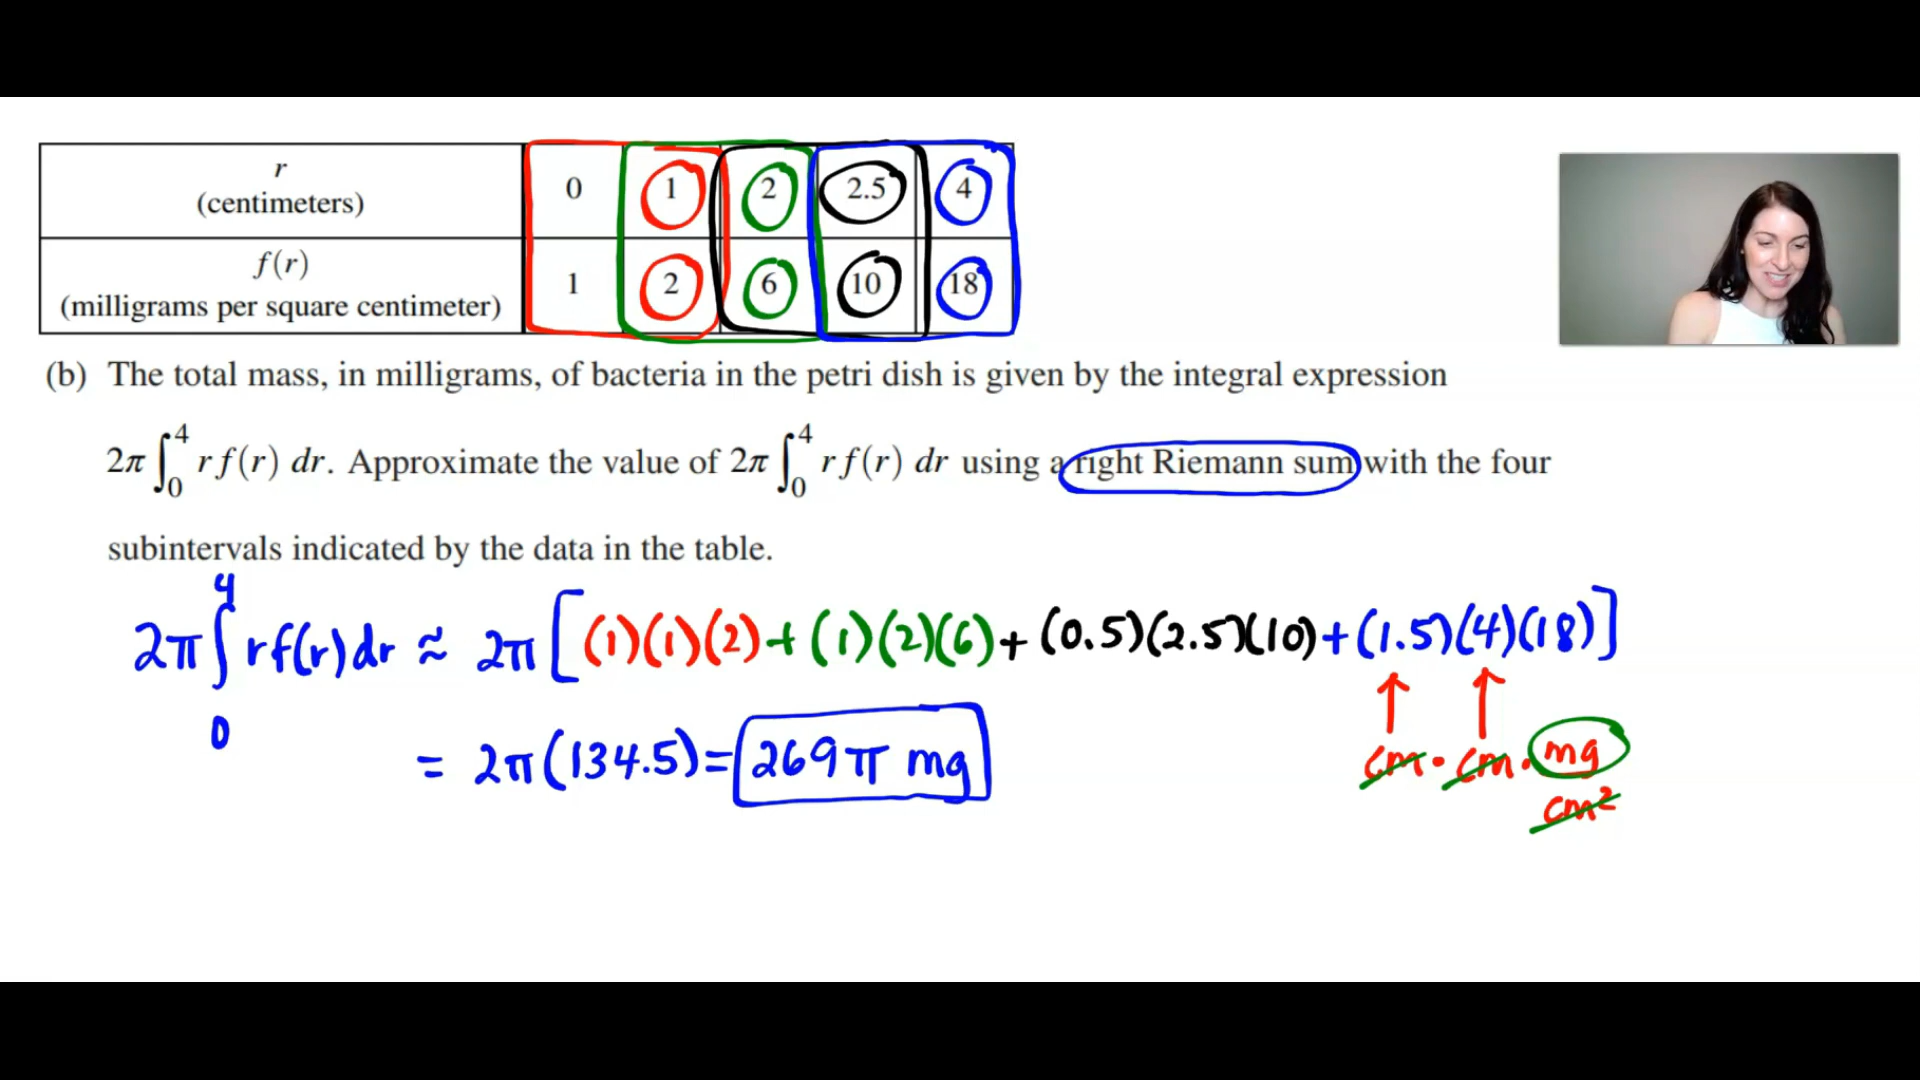 r
(centimeters) 0 1 2 2.5 4
f(r)
(milligrams per square centimeter) 1 2 6 10 18
(b) The total mass, in milligrams, of bacteria in the petri dish is given by the integral expression
2π ∫₀⁴ r f(r) dr. Approximate the value of 2π ∫₀⁴ r f(r) dr using a right Riemann sum with the four
subintervals indicated by the data in the table.
2π ∫₀⁴ r f(r) dr ≈ 2π [(1)(1)(2) + (1)(2)(6) + (0.5)(2.5)(10) + (1.5)(4)(18)]
= 2π (134.5) = 269π mg
cm · cm · mg
cm²